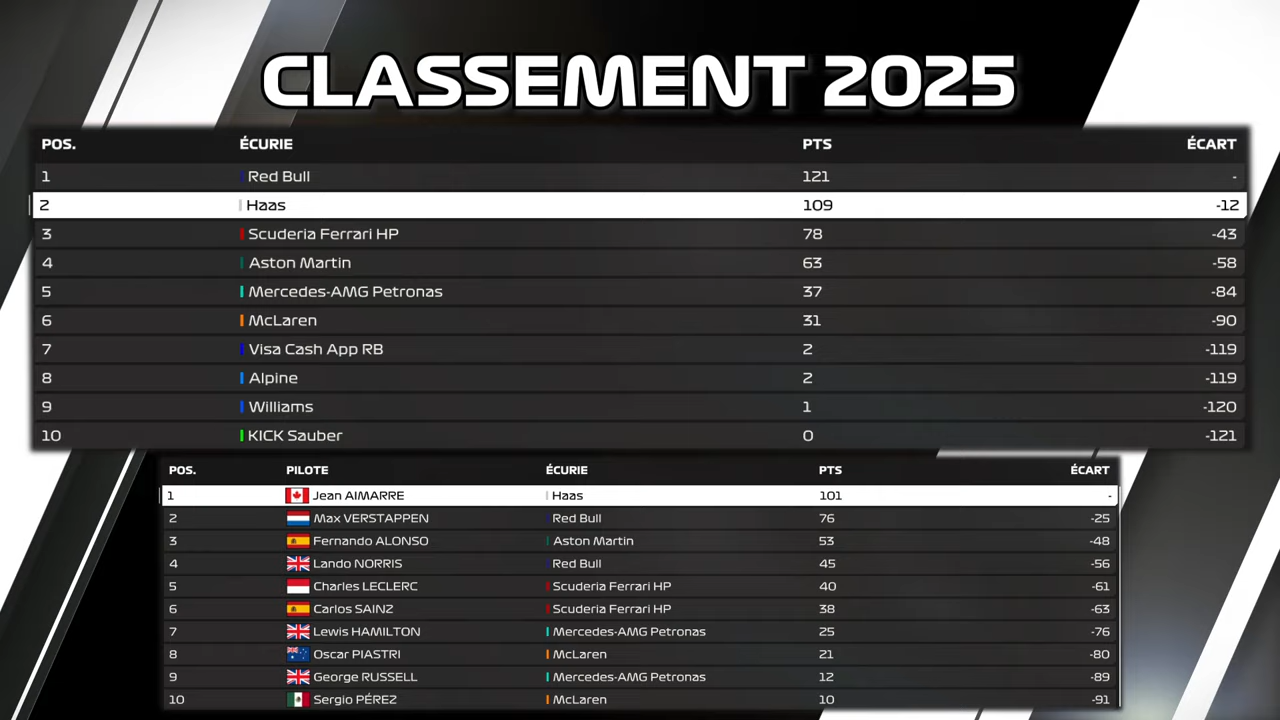 CLASSEMENT 2025
POS. ÉCURIE PTS ÉCART
1 Red Bull 121 -
2 Haas 109 -12
3 Scuderia Ferrari HP 78 -43
4 Aston Martin 63 -58
5 Mercedes-AMG Petronas 37 -84
6 McLaren 31 -90
7 Visa Cash App RB 2 -119
8 Alpine 2 -119
9 Williams 1 -120
10 KICK Sauber 0 -121
POS. PILOTE ÉCURIE PTS ÉCART
1 Jean AIMARRE Haas 101 -
2 Max VERSTAPPEN Red Bull 76 -25
3 Fernando ALONSO Aston Martin 53 -48
4 Lando NORRIS Red Bull 45 -56
5 Charles LECLERC Scuderia Ferrari HP 40 -61
6 Carlos SAINZ Scuderia Ferrari HP 38 -63
7 Lewis HAMILTON Mercedes-AMG Petronas 25 -76
8 Oscar PIASTRI McLaren 21 -80
9 George RUSSELL Mercedes-AMG Petronas 12 -89
10 Sergio PÉREZ McLaren 10 -91